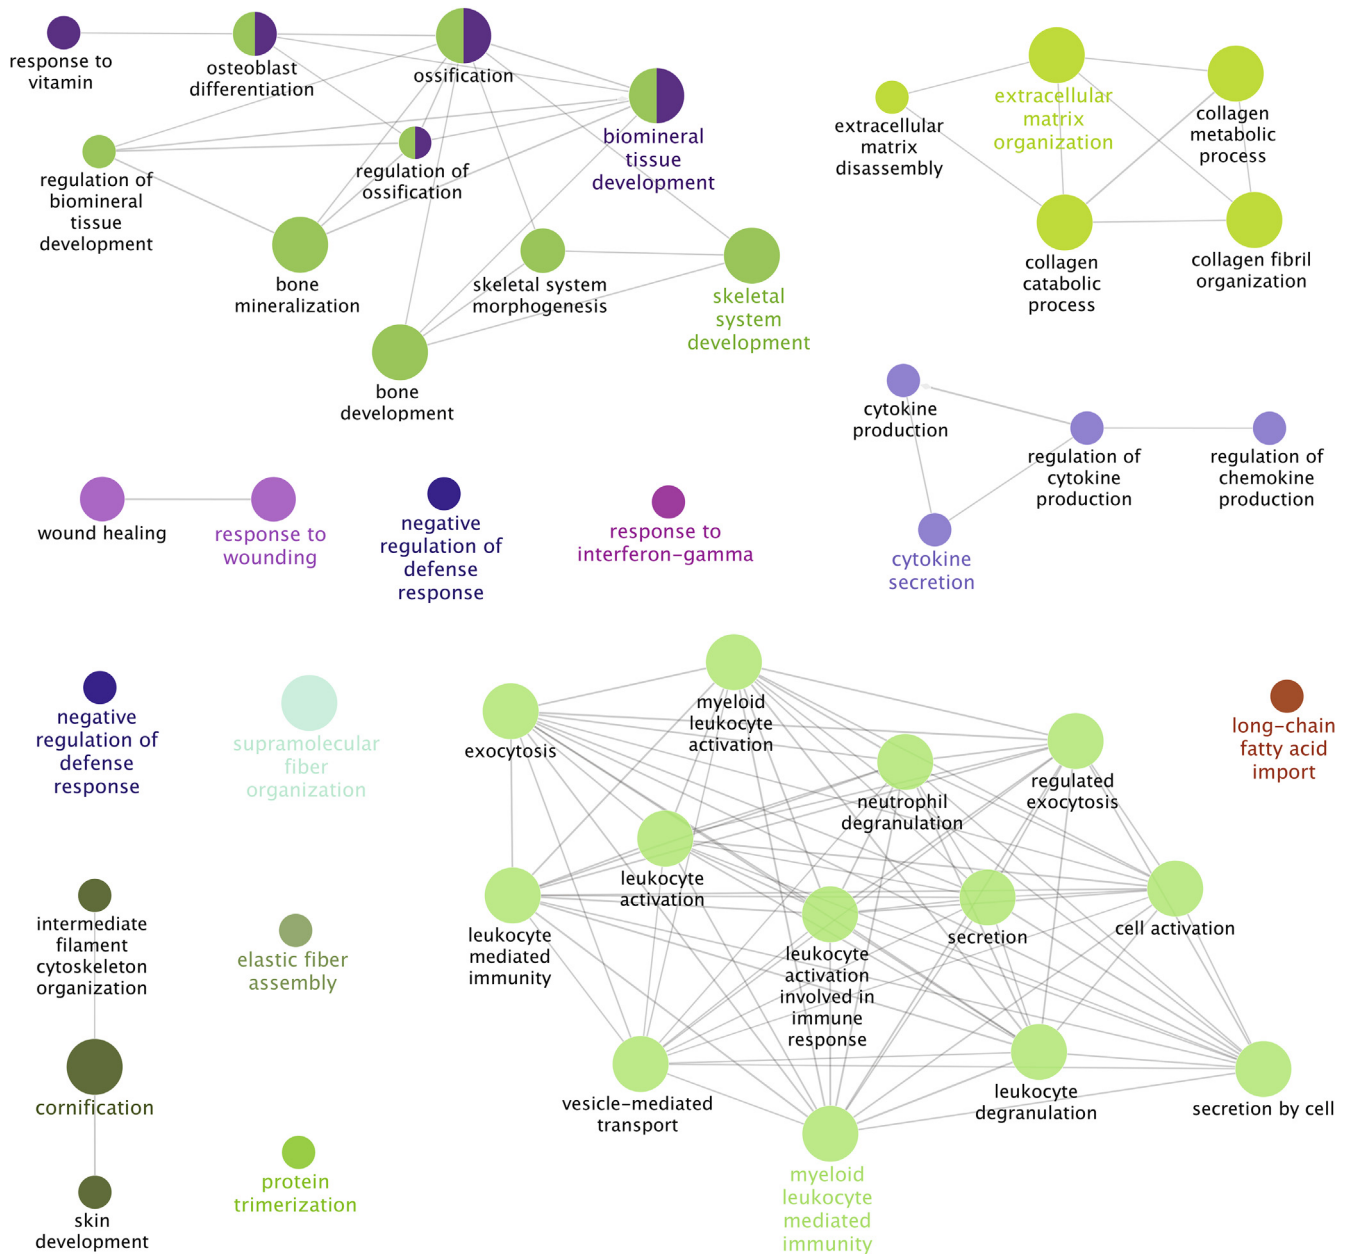 response to
vitamin
osteoblast
differentiation
ossification
biomineral
tissue
development
regulation of
biomineral
tissue
development
regulation of
ossification
bone
mineralization
skeletal system
morphogenesis
skeletal
system
development
bone
development
extracellular
matrix
disassembly
extracellular
matrix
organization
collagen
metabolic
process
collagen
catabolic
process
collagen fibril
organization
cytokine
production
regulation of
cytokine
production
regulation of
chemokine
production
cytokine
secretion
wound healing
response to
wounding
negative
regulation of
defense
response
response to
interferon-gamma
negative
regulation of
defense
response
supramolecular
fiber
organization
exocytosis
myeloid
leukocyte
activation
neutrophil
degranulation
regulated
exocytosis
long-chain
fatty acid
import
leukocyte
activation
leukocyte
mediated
immunity
leukocyte
activation
involved in
immune
response
secretion
cell activation
vesicle-mediated
transport
leukocyte
degranulation
secretion by cell
myeloid
leukocyte
mediated
immunity
intermediate
filament
cytoskeleton
organization
elastic fiber
assembly
cornification
protein
trimerization
skin
development